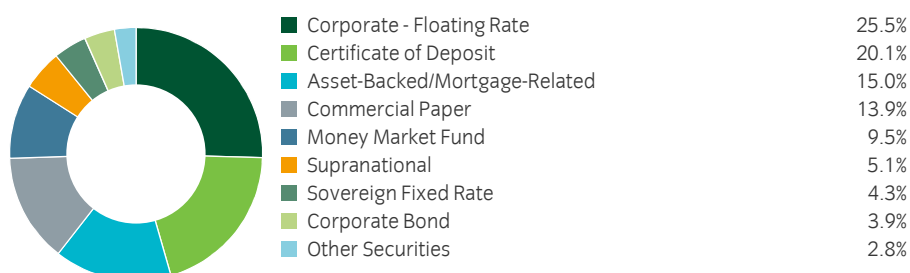 Corporate - Floating Rate 25.5%
Certificate of Deposit 20.1%
Asset-Backed/Mortgage-Related 15.0%
Commercial Paper 13.9%
Money Market Fund 9.5%
Supranational 5.1%
Sovereign Fixed Rate 4.3%
Corporate Bond 3.9%
Other Securities 2.8%